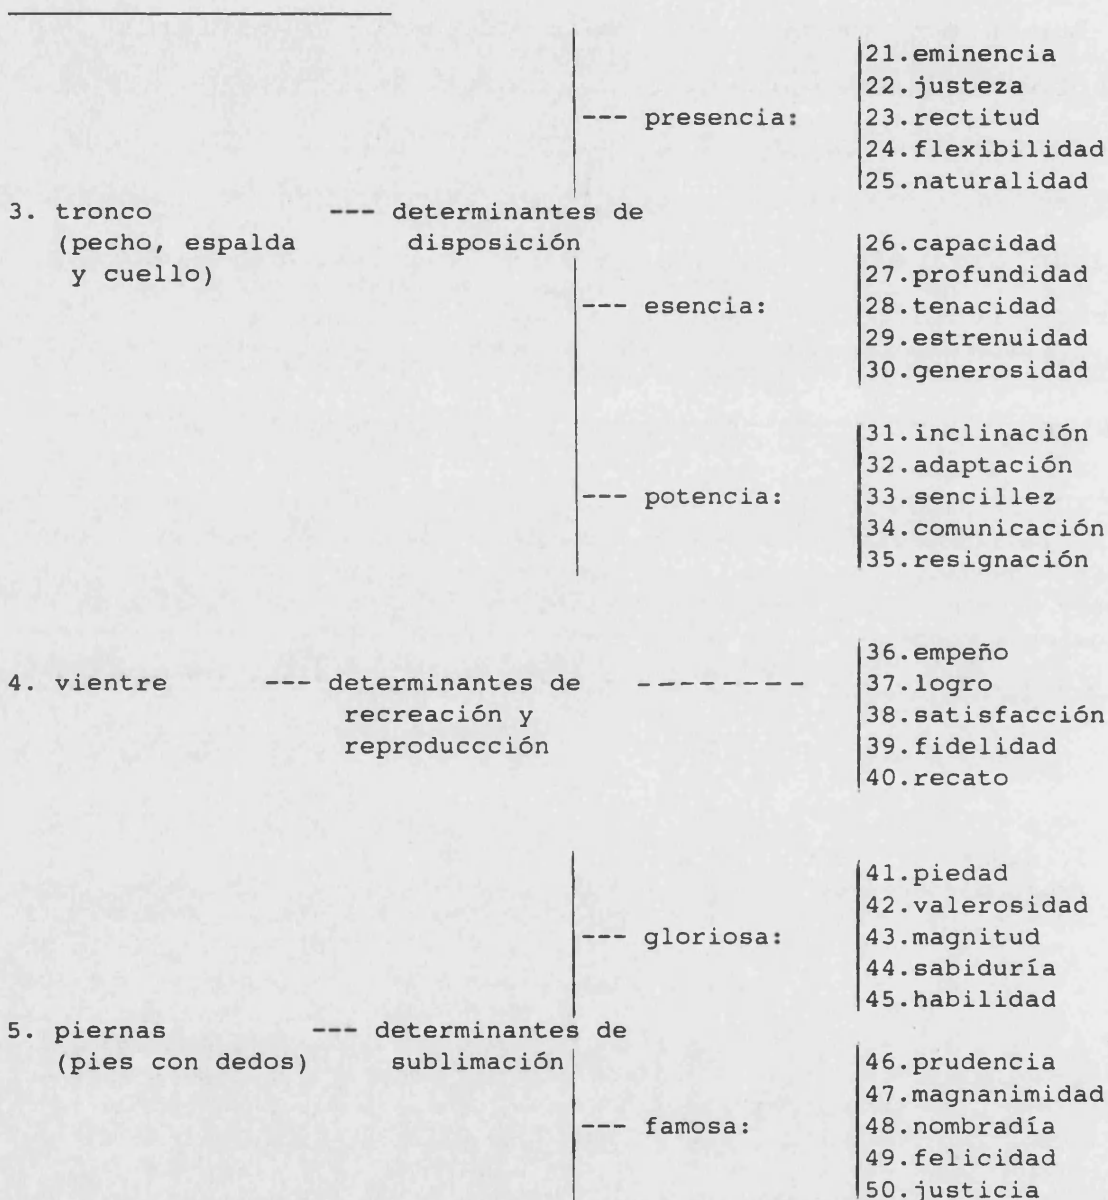 21.eminencia
22.justeza
--- presencia: 23.rectitud
24.flexibilidad
25.naturalidad
3. tronco --- determinantes de
(pecho, espalda disposición 26.capacidad
y cuello) 27.profundidad
--- esencia: 28.tenacidad
29.estrenuidad
30.generosidad
31.inclinación
32.adaptación
--- potencia: 33.sencillez
34.comunicación
35.resignación
36.empeño
4. vientre --- determinantes de -------- 37.logro
recreación y 38.satisfacción
reproduccción 39.fidelidad
40.recato
41.piedad
42.valerosidad
--- gloriosa: 43.magnitud
44.sabiduría
45.habilidad
5. piernas --- determinantes de
(pies con dedos) sublimación 46.prudencia
47.magnanimidad
--- famosa: 48.nombradía
49.felicidad
50.justicia